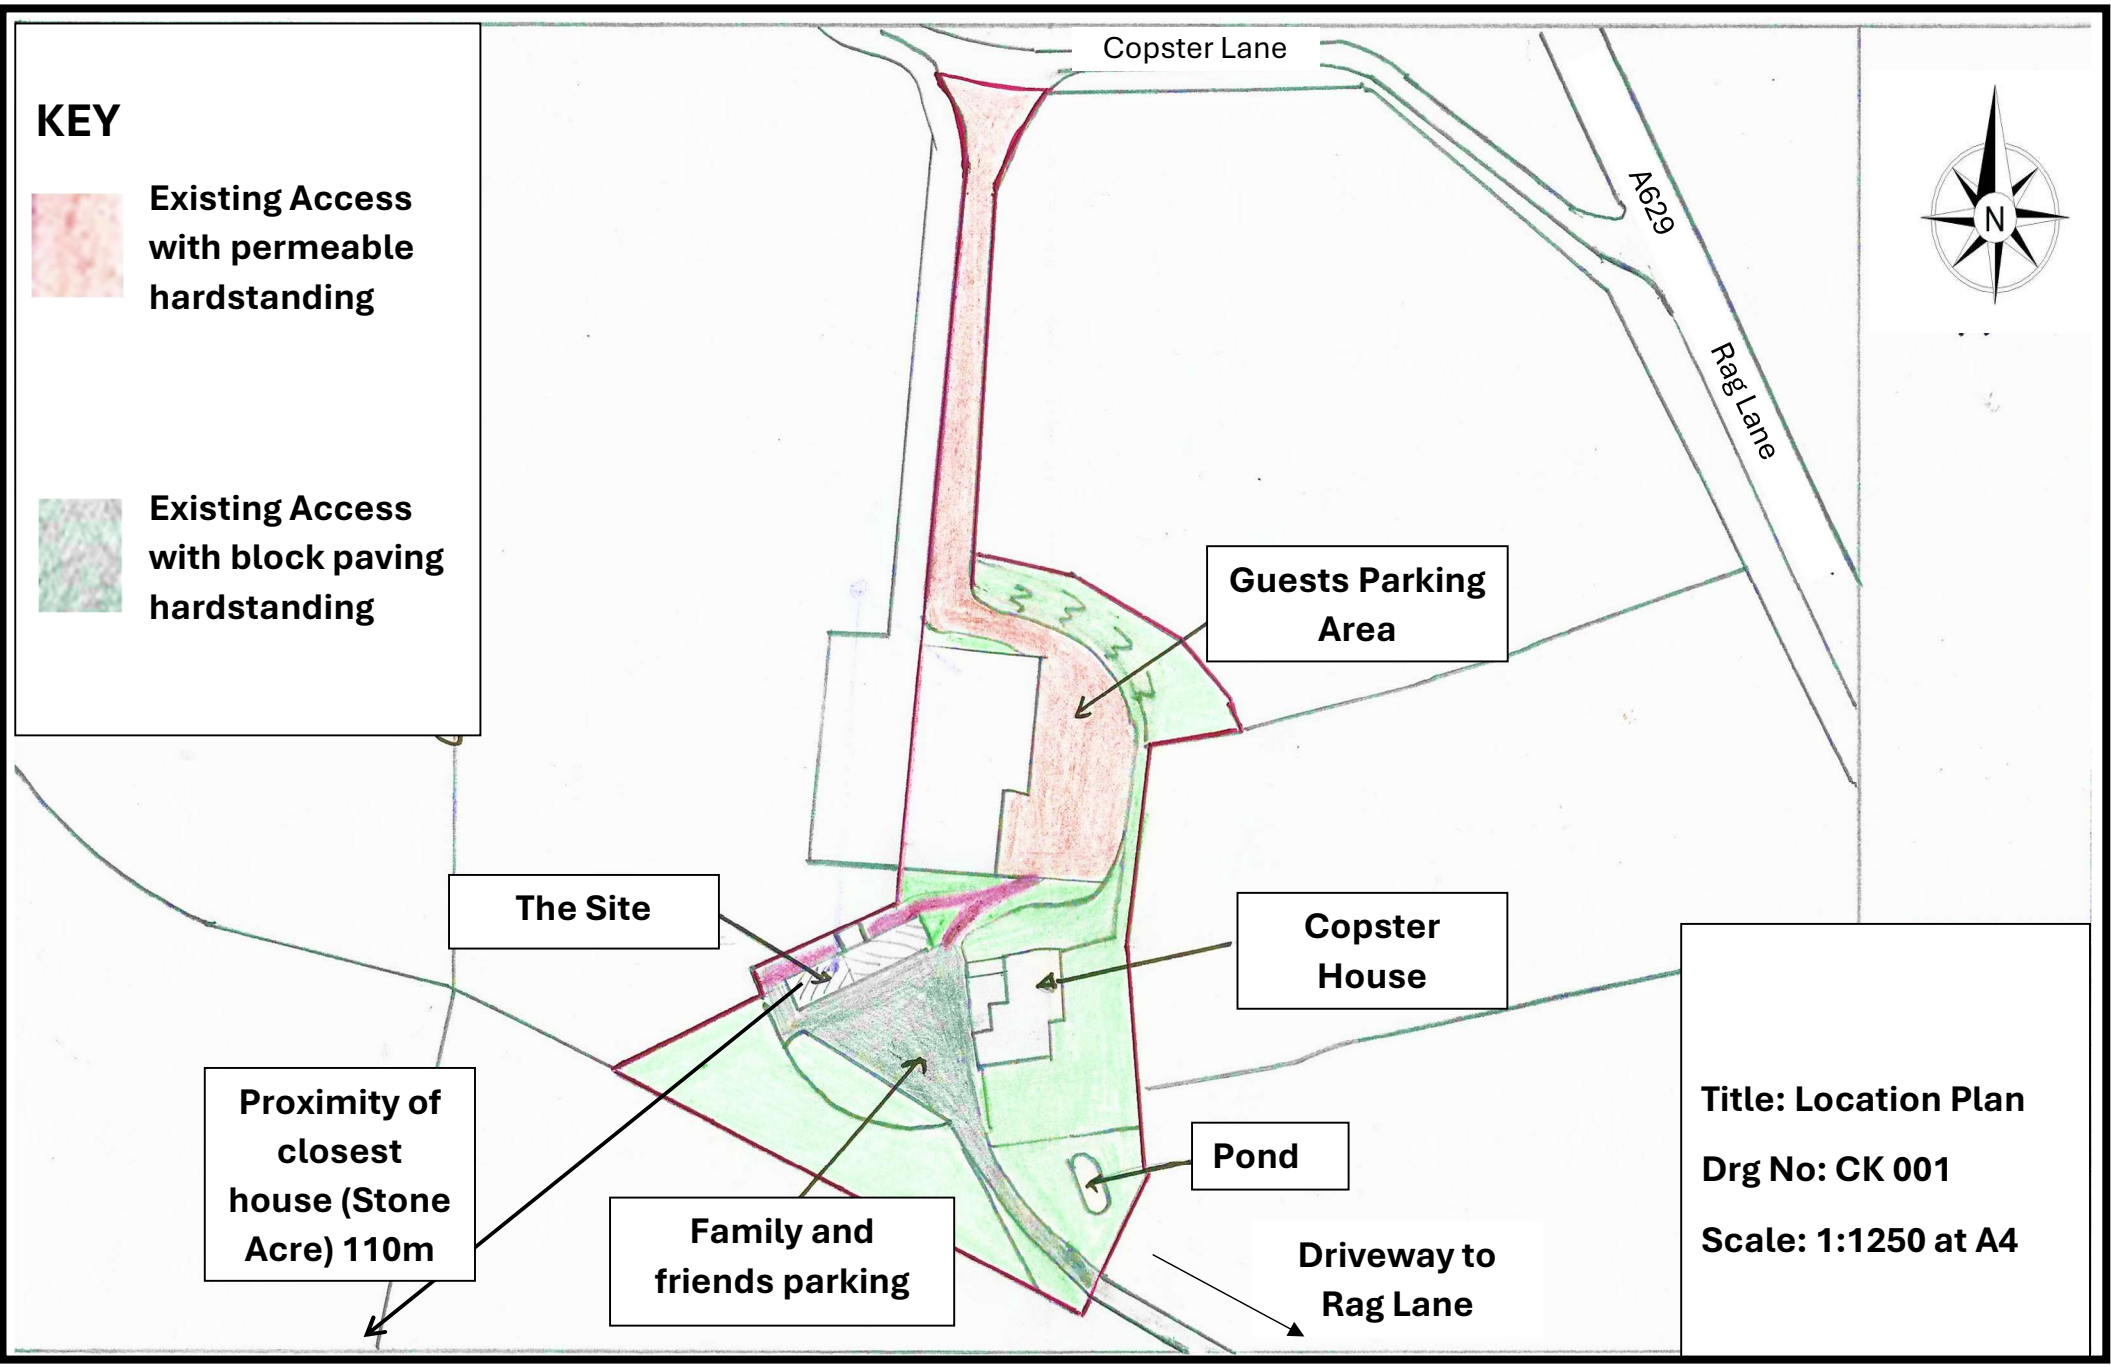 Copster Lane
KEY
Existing Access
with permeable
hardstanding
Existing Access
with block paving
hardstanding
A629
N
Rag Lane
Guests Parking
Area
The Site
Copster
House
Proximity of
closest
house (Stone
Acre) 110m
Family and
friends parking
Pond
Driveway to
Rag Lane
Title: Location Plan
Drg No: CK 001
Scale: 1:1250 at A4